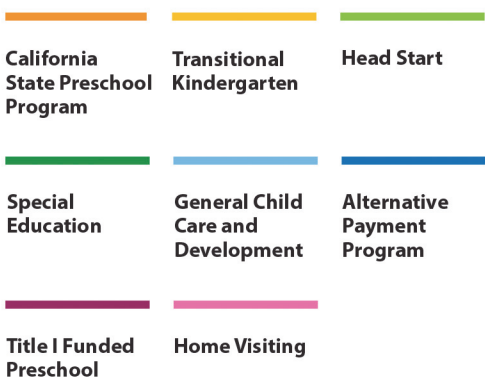 California
State Preschool
Program
Transitional
Kindergarten
Head Start
Special
Education
General Child
Care and
Development
Alternative
Payment
Program
Title I Funded
Preschool
Home Visiting